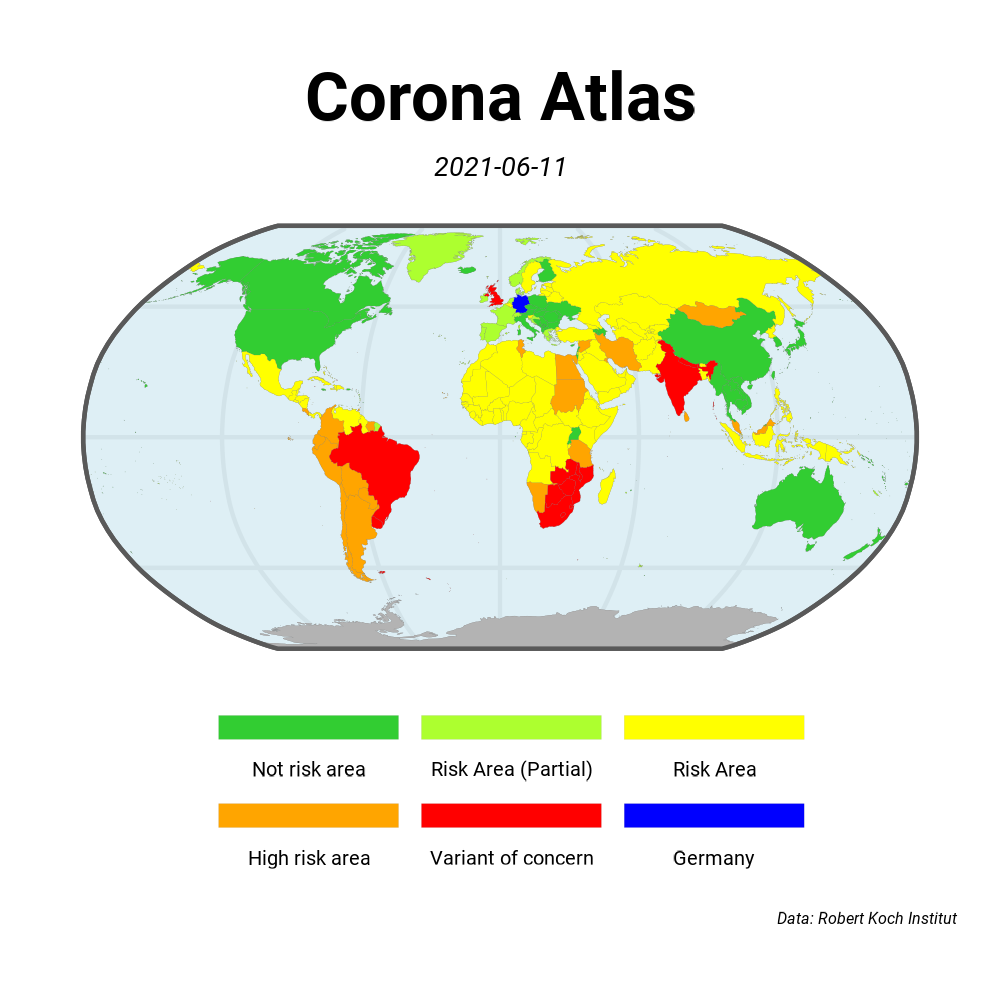 Corona Atlas
2021-06-11
Not risk area
Risk Area (Partial)
Risk Area
High risk area
Variant of concern
Germany
Data: Robert Koch Institut